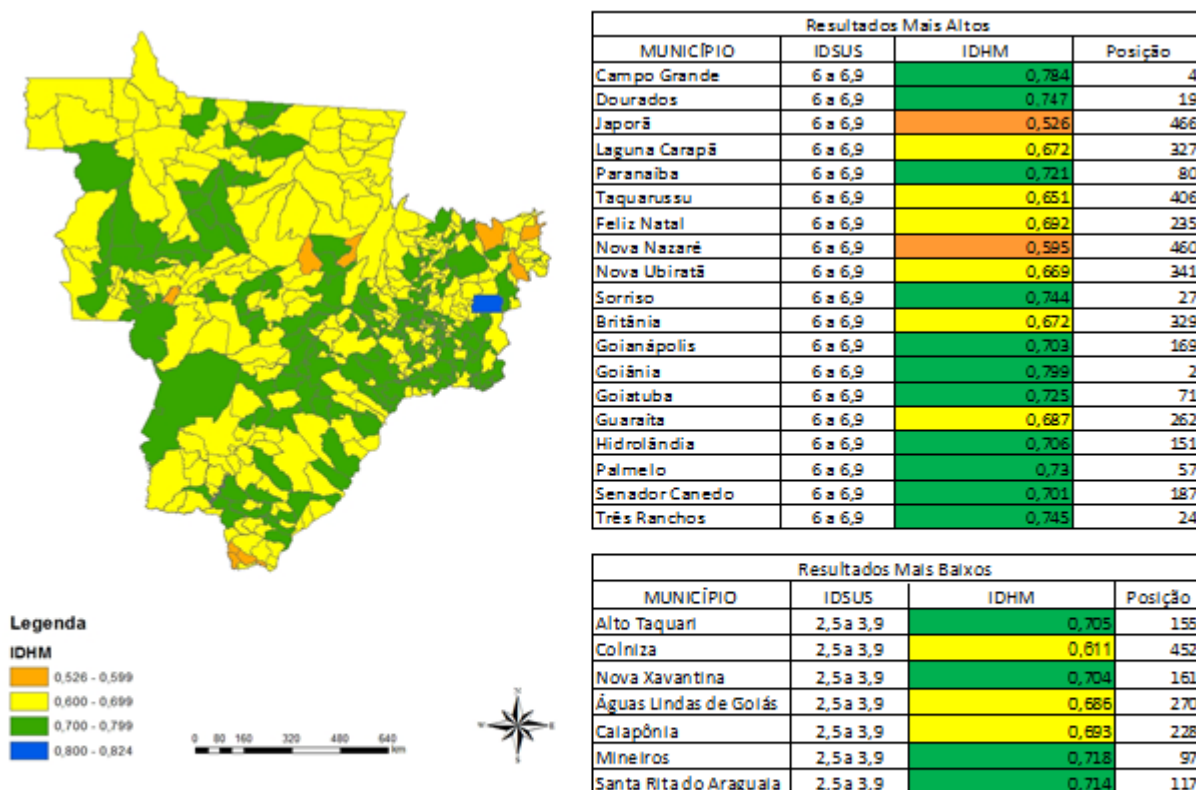 Resultados Mais Altos
MUNICÍPIO IDSUS IDHM Posição
Campo Grande 6 a 6,9 0,784 4
Dourados 6 a 6,9 0,747 19
Japorã 6 a 6,9 0,526 466
Laguna Carapã 6 a 6,9 0,672 327
Paranaíba 6 a 6,9 0,721 80
Taquarussu 6 a 6,9 0,651 406
Feliz Natal 6 a 6,9 0,692 235
Nova Nazaré 6 a 6,9 0,595 460
Nova Ubiratã 6 a 6,9 0,669 341
Sorriso 6 a 6,9 0,744 27
Britânia 6 a 6,9 0,672 329
Goianápolis 6 a 6,9 0,703 169
Goiânia 6 a 6,9 0,799 2
Goiatuba 6 a 6,9 0,725 71
Guaraíta 6 a 6,9 0,687 262
Hidrolândia 6 a 6,9 0,706 151
Palmelo 6 a 6,9 0,73 57
Senador Canedo 6 a 6,9 0,701 187
Três Ranchos 6 a 6,9 0,745 24
Resultados Mais Baixos
MUNICÍPIO IDSUS IDHM Posição
Alto Taquari 2,5 a 3,9 0,705 155
Colniza 2,5 a 3,9 0,611 452
Nova Xavantina 2,5 a 3,9 0,704 161
Águas Lindas de Goiás 2,5 a 3,9 0,686 270
Caiapônia 2,5 a 3,9 0,693 228
Mineiros 2,5 a 3,9 0,718 97
Santa Rita do Araguaia 2,5 a 3,9 0,714 117
Legenda
IDHM
0,526 - 0,599
0,600 - 0,699
0,700 - 0,799
0,800 - 0,824
0 80 160 320 480 640
km
N
W E
S